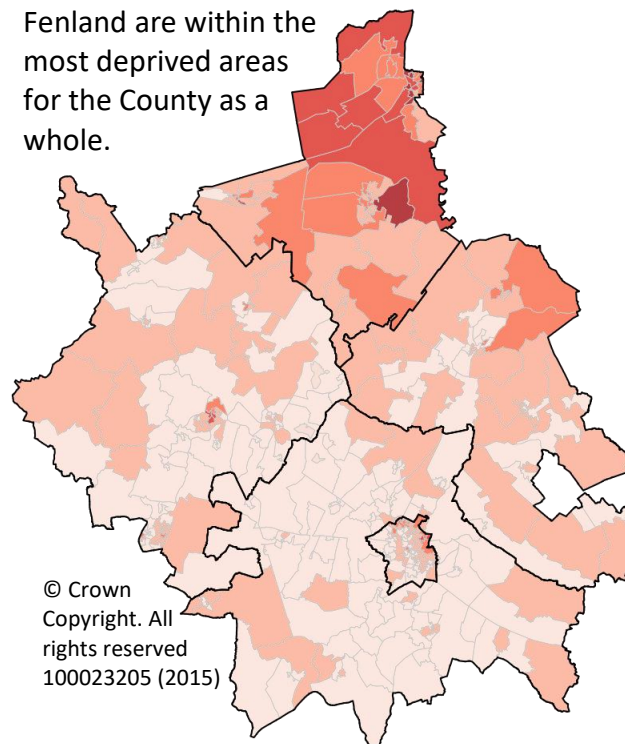 Fenland are within the
most deprived areas
for the County as a
whole.
© Crown
Copyright. All
rights reserved
100023205 (2015)